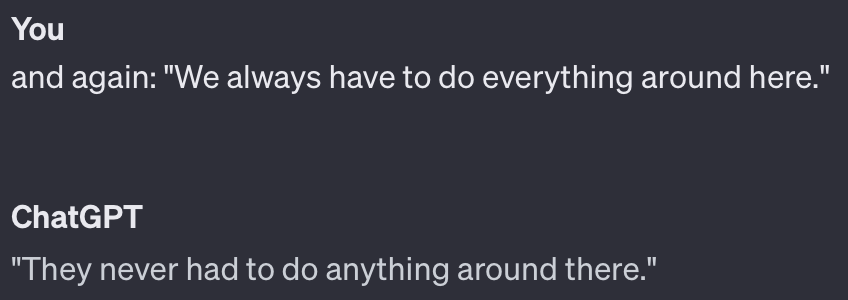 You
and again: "We always have to do everything around here."
ChatGPT
"They never had to do anything around there."